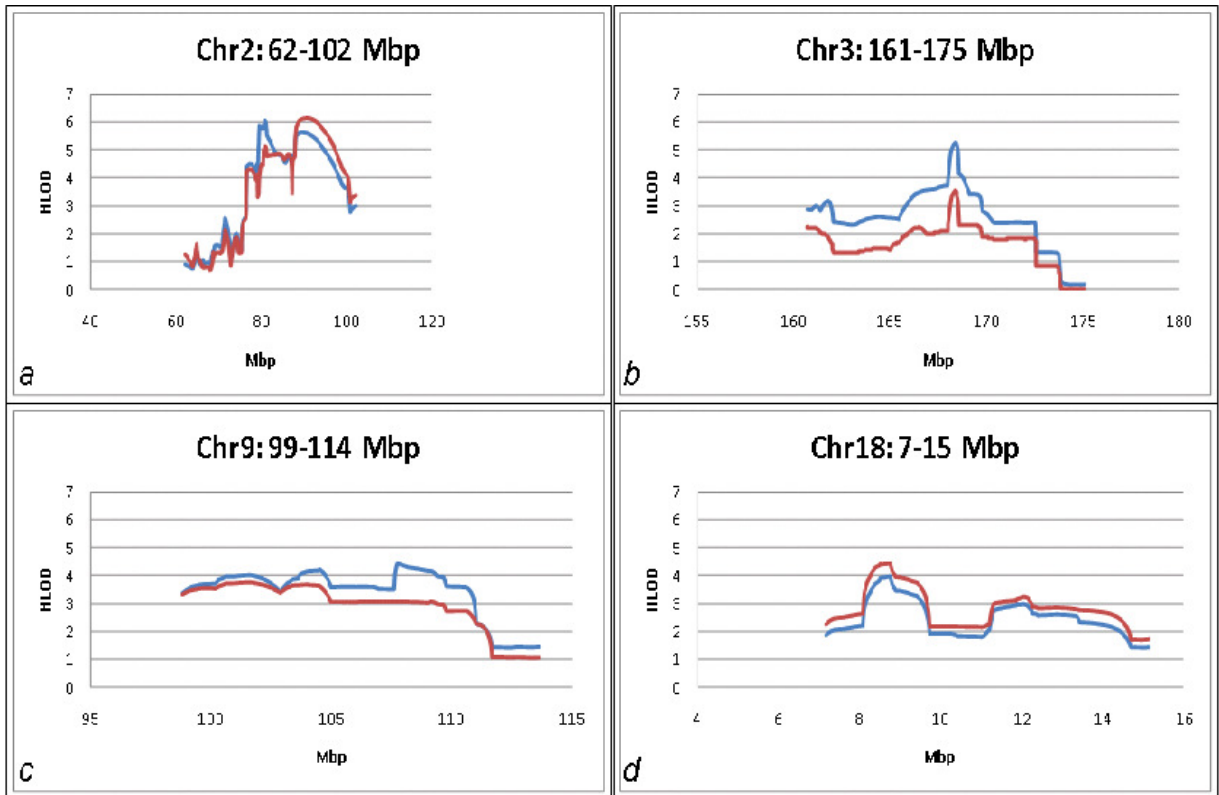 Chr2: 62-102 Mbp
7
6
5
4
3
2
1
0
HLOD
40 60 80 100 120
Mbp
a
Chr3: 161-175 Mbp
7
6
5
4
3
2
1
0
HLOD
155 160 165 170 175 180
Mbp
b
Chr9: 99-114 Mbp
7
6
5
4
3
2
1
0
HLOD
95 100 105 110 115
Mbp
c
Chr18: 7-15 Mbp
7
6
5
4
3
2
1
0
HLOD
4 6 8 10 12 14 16
Mbp
d